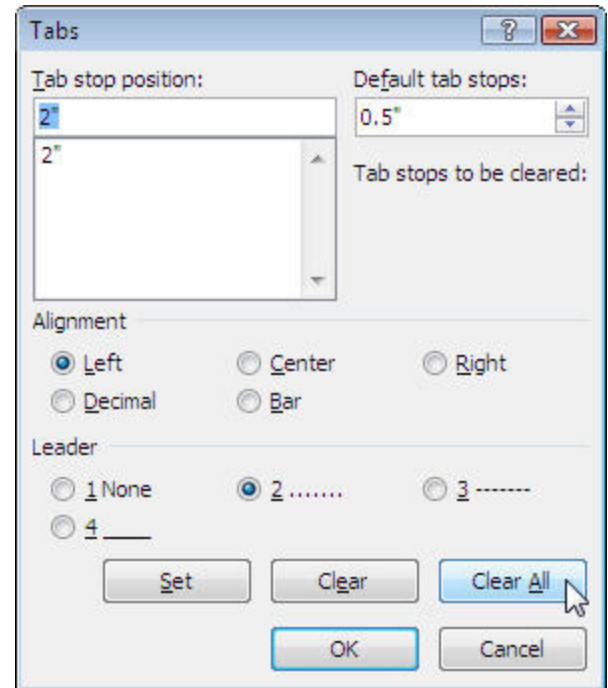 Tabs
Tab stop position:
Default tab stops:
2"
0.5"
2"
Tab stops to be cleared:
Alignment
Left
Center
Right
Decimal
Bar
Leader
1 None
2 .......
3 -------
4 ____
Set
Clear
Clear All
OK
Cancel